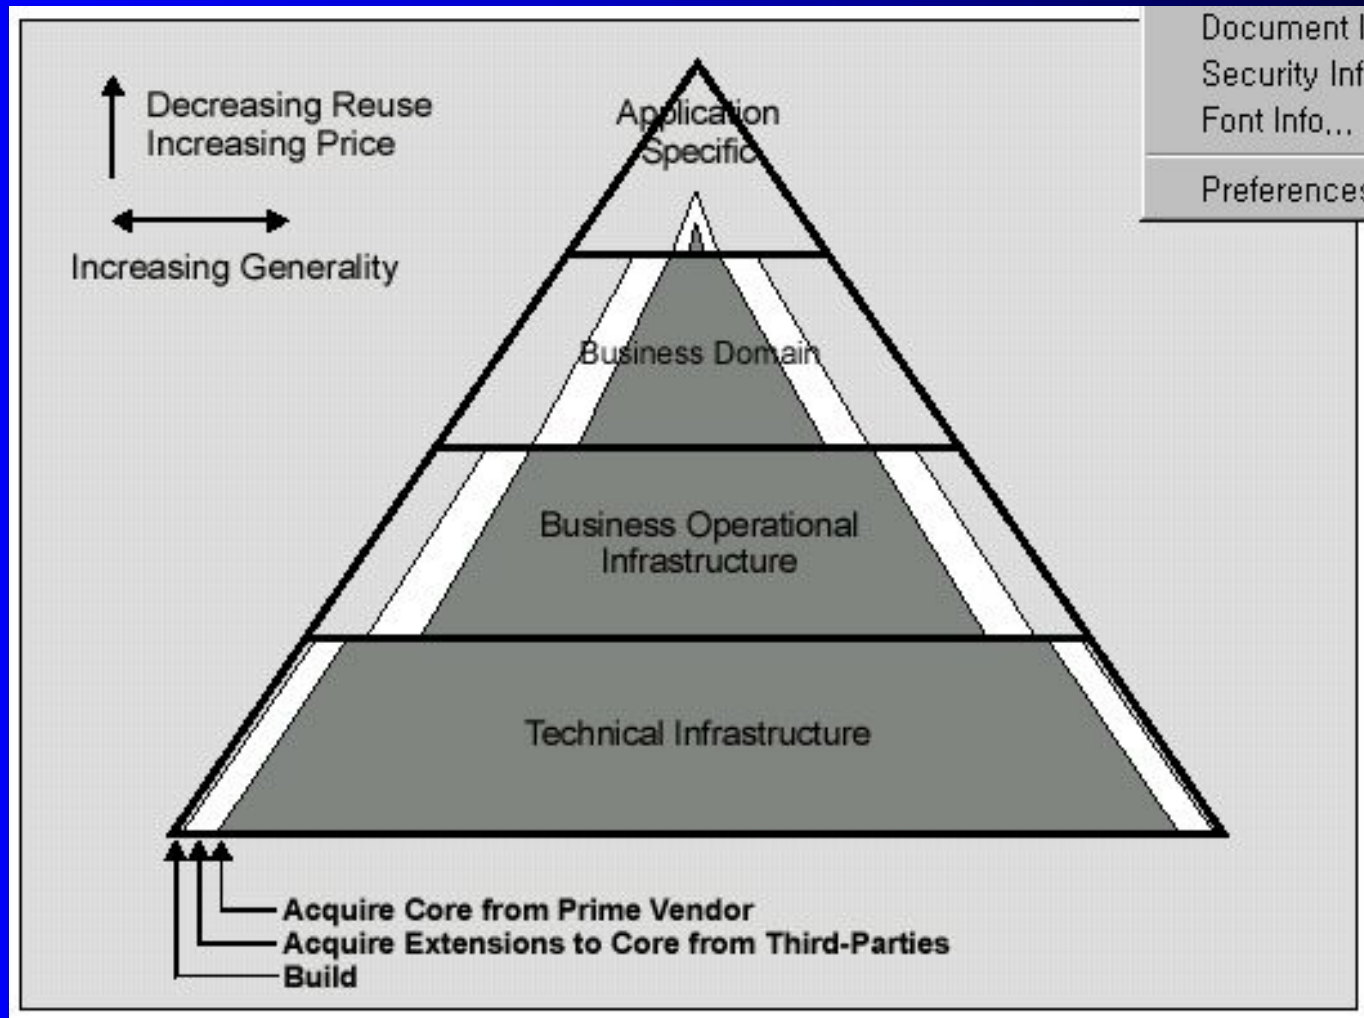 Document
Security Inf
Font Info...
Preferences
Decreasing Reuse
Increasing Price
Increasing Generality
Application
Specific
Business Domain
Business Operational
Infrastructure
Technical Infrastructure
Acquire Core from Prime Vendor
Acquire Extensions to Core from Third-Parties
Build